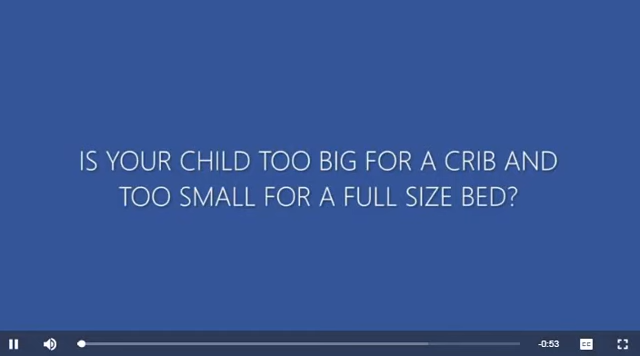 IS YOUR CHILD TOO BIG FOR A CRIB AND
TOO SMALL FOR A FULL SIZE BED?
-0:53
CC